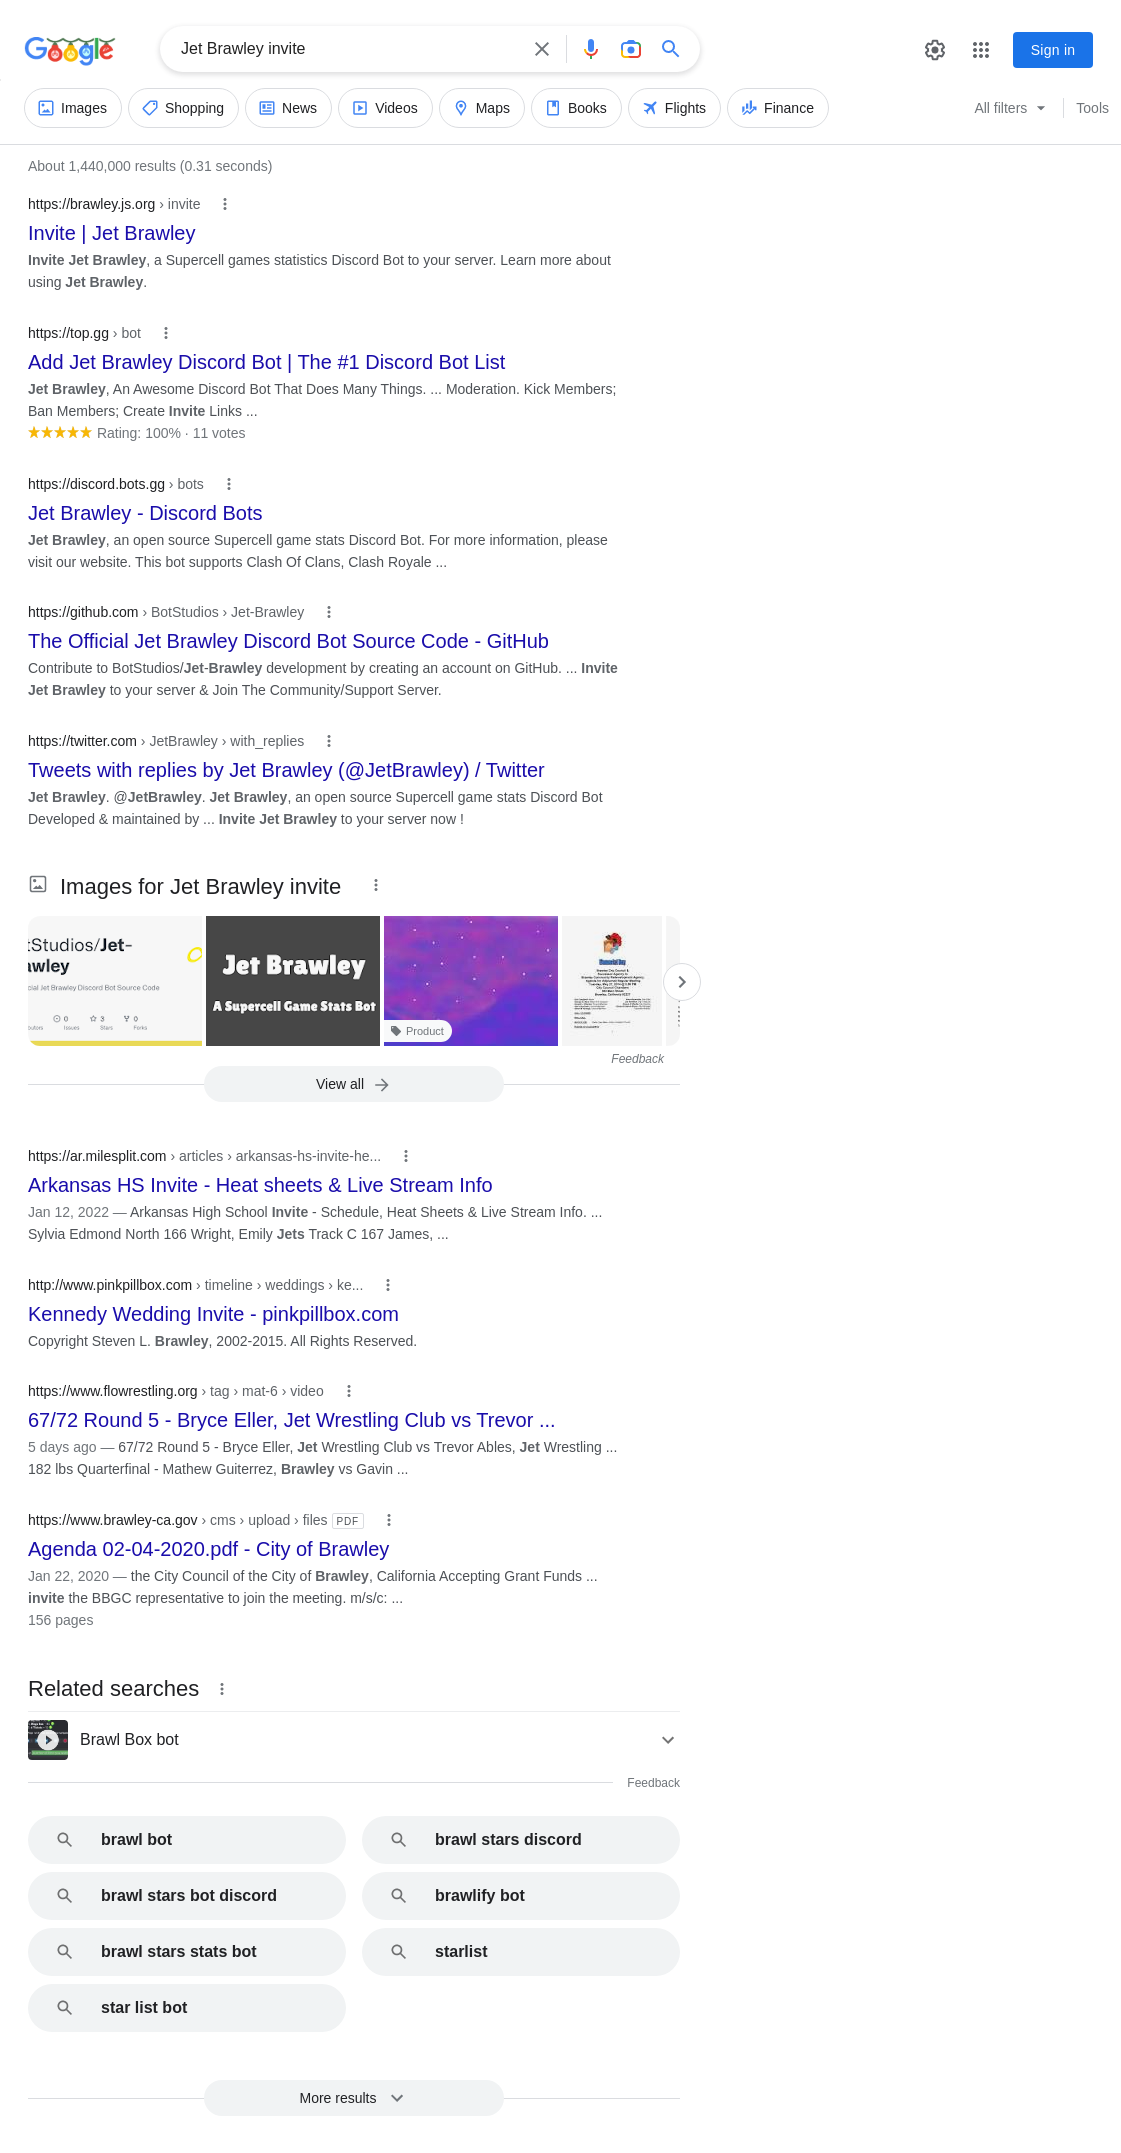 Google
Jet Brawley invite
Sign in
Images
Shopping
News
Videos
Maps
Books
Flights
Finance
All filters
Tools
About 1,440,000 results (0.31 seconds)
https://brawley.js.org › invite
Invite | Jet Brawley
Invite Jet Brawley, a Supercell games statistics Discord Bot to your server. Learn more about
using Jet Brawley.
https://top.gg › bot
Add Jet Brawley Discord Bot | The #1 Discord Bot List
Jet Brawley, An Awesome Discord Bot That Does Many Things. ... Moderation. Kick Members;
Ban Members; Create Invite Links ...
Rating: 100% · 11 votes
https://discord.bots.gg › bots
Jet Brawley - Discord Bots
Jet Brawley, an open source Supercell game stats Discord Bot. For more information, please
visit our website. This bot supports Clash Of Clans, Clash Royale ...
https://github.com › BotStudios › Jet-Brawley
The Official Jet Brawley Discord Bot Source Code - GitHub
Contribute to BotStudios/Jet-Brawley development by creating an account on GitHub. ... Invite
Jet Brawley to your server & Join The Community/Support Server.
https://twitter.com › JetBrawley › with_replies
Tweets with replies by Jet Brawley (@JetBrawley) / Twitter
Jet Brawley. @JetBrawley. Jet Brawley, an open source Supercell game stats Discord Bot
Developed & maintained by ... Invite Jet Brawley to your server now !
Images for Jet Brawley invite
tStudios/Jet-
awley
cial Jet Brawley Discord Bot Source Code
0
3
0
butors
Issues
Stars
Forks
Jet Brawley
A Supercell Game Stats Bot
Product
Memorial Day
Feedback
View all
https://ar.milesplit.com › articles › arkansas-hs-invite-he...
Arkansas HS Invite - Heat sheets & Live Stream Info
Jan 12, 2022 — Arkansas High School Invite - Schedule, Heat Sheets & Live Stream Info. ...
Sylvia Edmond North 166 Wright, Emily Jets Track C 167 James, ...
http://www.pinkpillbox.com › timeline › weddings › ke...
Kennedy Wedding Invite - pinkpillbox.com
Copyright Steven L. Brawley, 2002-2015. All Rights Reserved.
https://www.flowrestling.org › tag › mat-6 › video
67/72 Round 5 - Bryce Eller, Jet Wrestling Club vs Trevor ...
5 days ago — 67/72 Round 5 - Bryce Eller, Jet Wrestling Club vs Trevor Ables, Jet Wrestling ...
182 lbs Quarterfinal - Mathew Guiterrez, Brawley vs Gavin ...
https://www.brawley-ca.gov › cms › upload › files PDF
Agenda 02-04-2020.pdf - City of Brawley
Jan 22, 2020 — the City Council of the City of Brawley, California Accepting Grant Funds ...
invite the BBGC representative to join the meeting. m/s/c: ...
156 pages
Related searches
Brawl Box bot
Feedback
brawl bot
brawl stars discord
brawl stars bot discord
brawlify bot
brawl stars stats bot
starlist
star list bot
More results